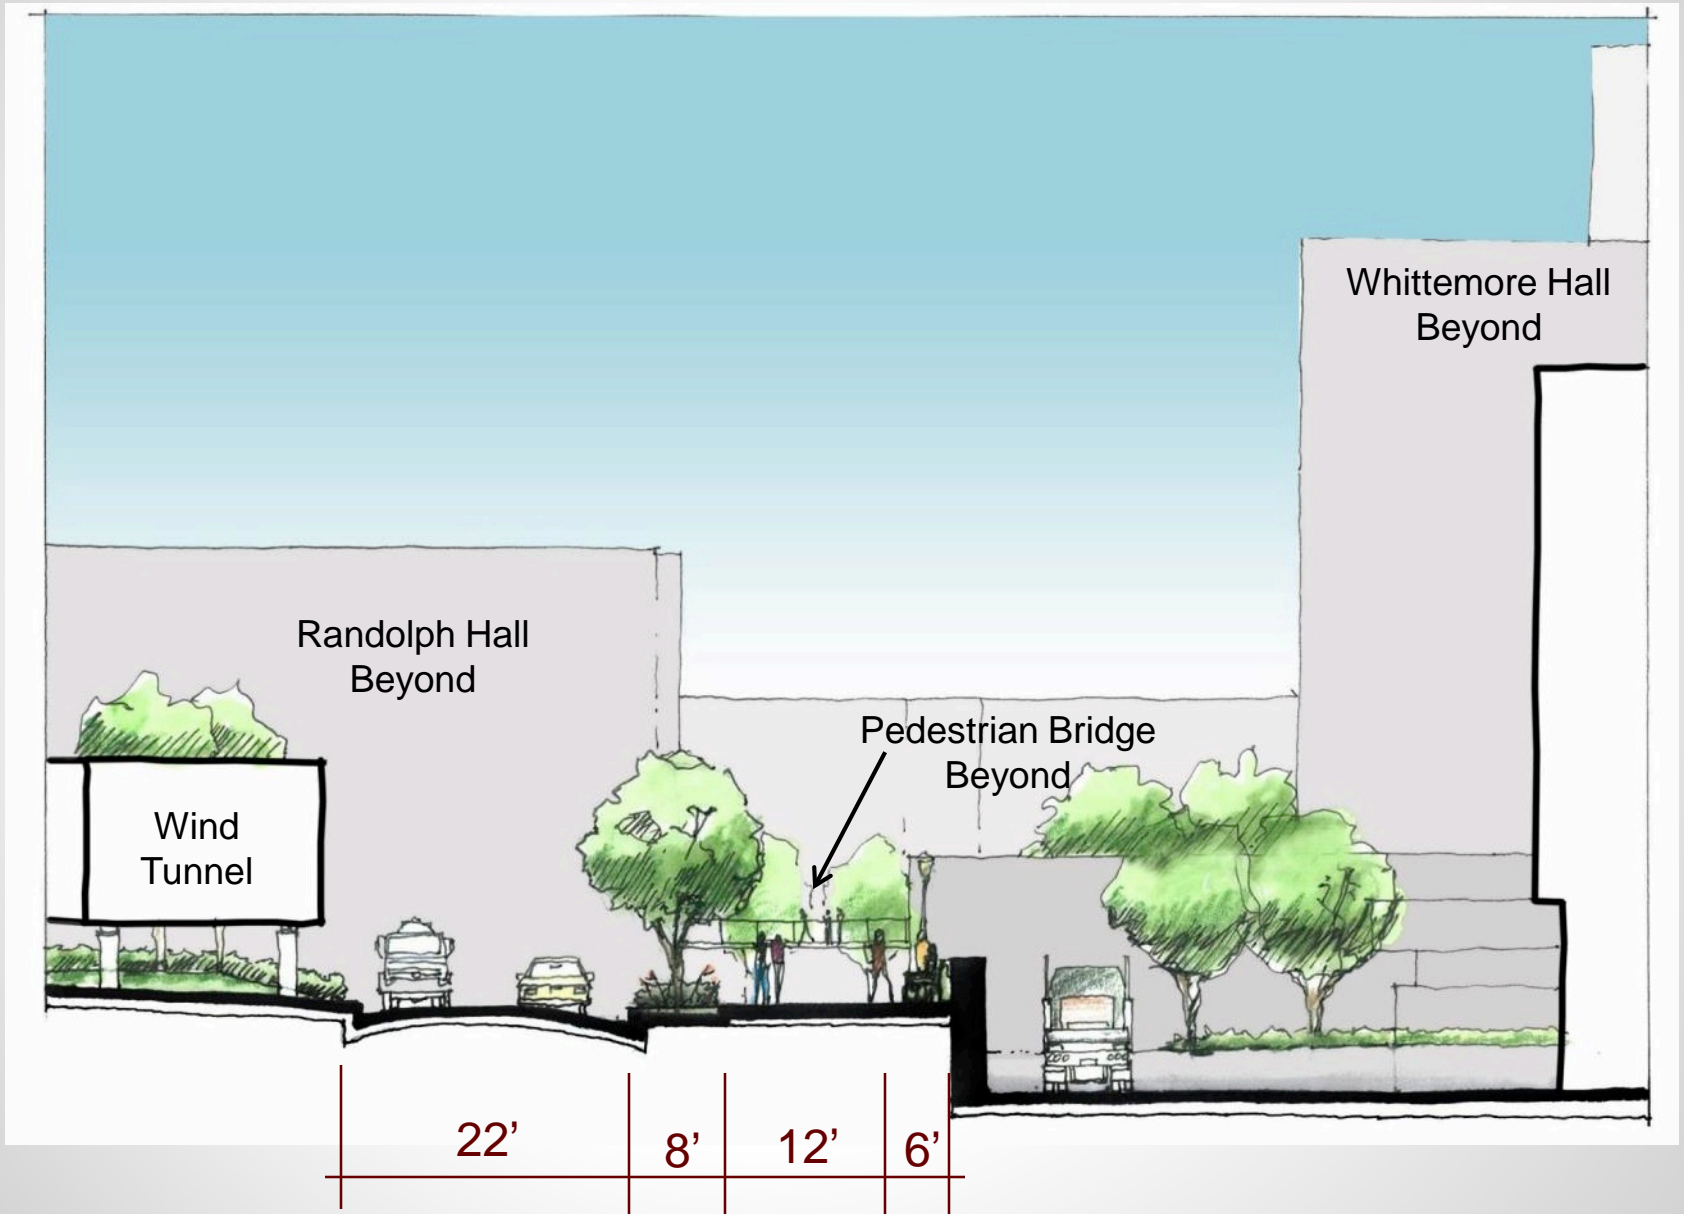 Whittemore Hall
Beyond
Randolph Hall
Beyond
Pedestrian Bridge
Beyond
Wind
Tunnel
22’
8’
12’
6’